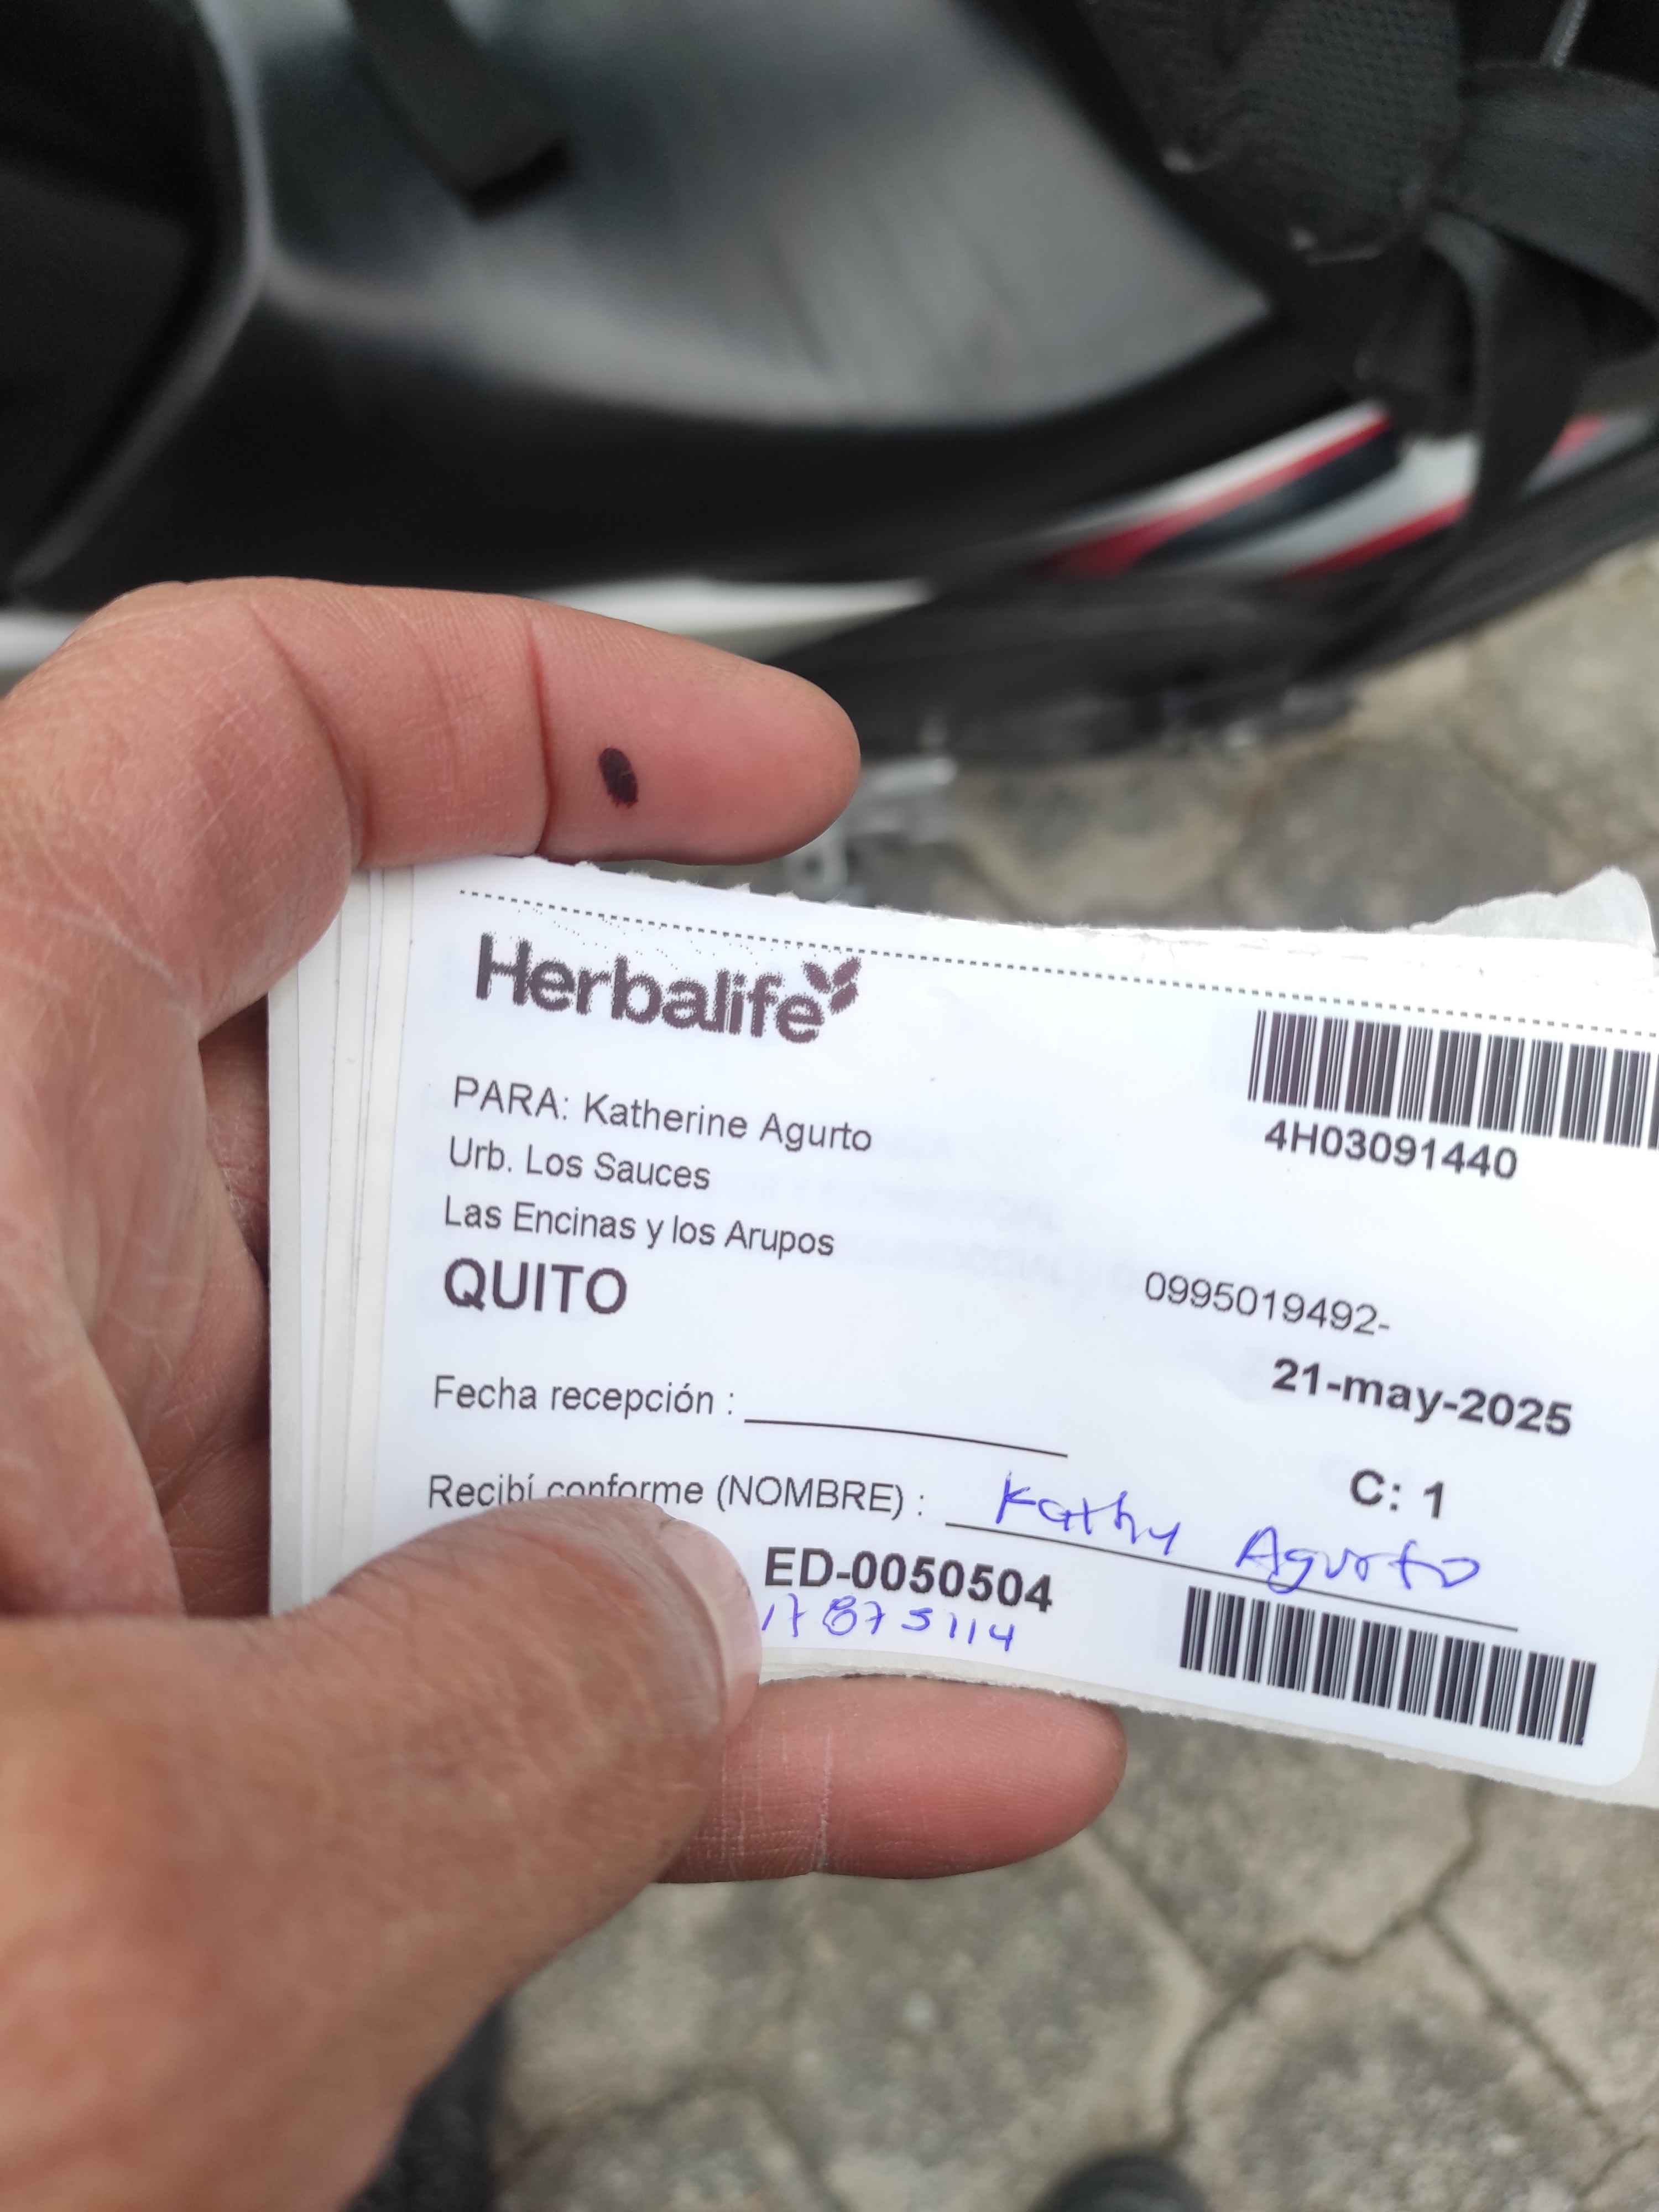 Herbalife
4H03091440
PARA: Katherine Agurto
Urb. Los Sauces
Las Encinas y los Arupos
QUITO
0995019492-
21-may-2025
Fecha recepción :
C: 1
Recibí conforme (NOMBRE) : Kathy Agurto
ED-0050504
17875114